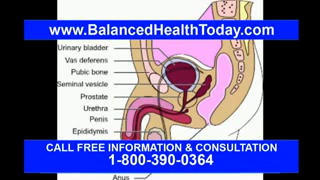 www.BalancedHealthToday.com
Urinary bladder
Vas deferens
Pubic bone
Seminal vesicle
Prostate
Urethra
Penis
Epididymis
CALL FREE INFORMATION & CONSULTATION
1-800-390-0364
Anus